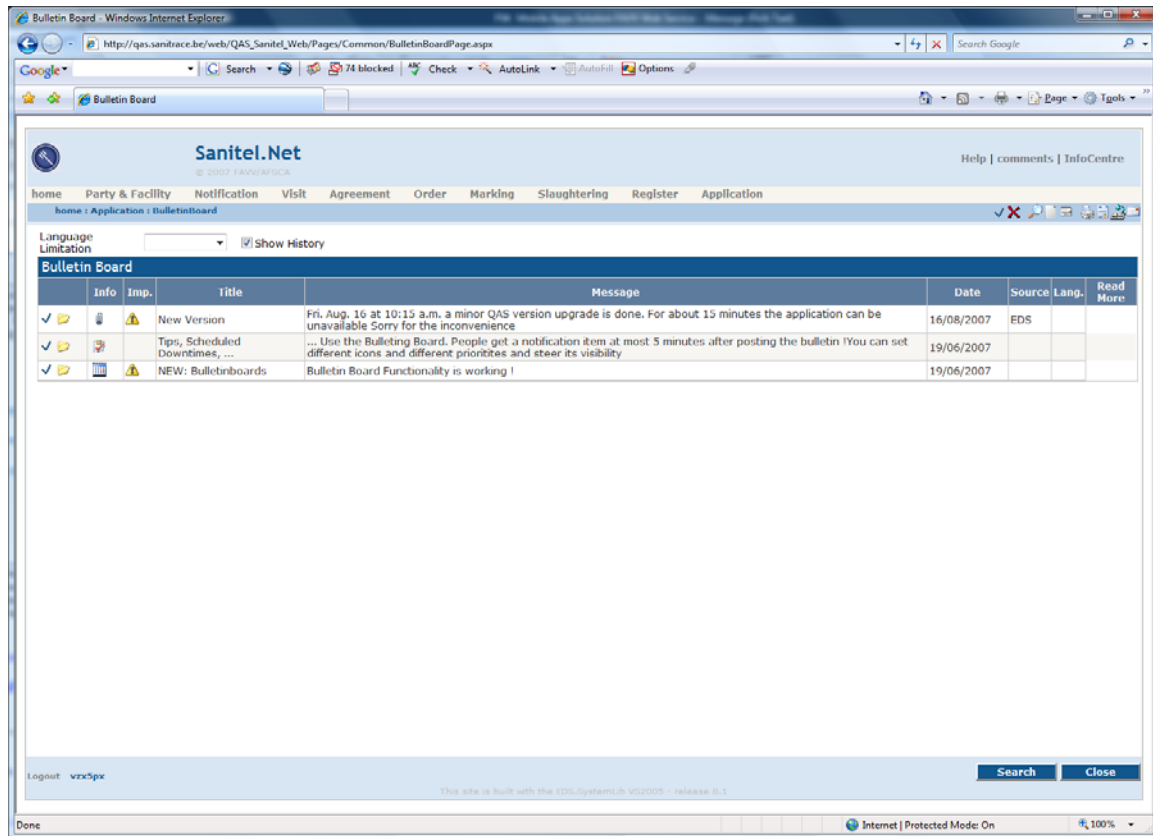 Bulletin Board - Windows Internet Explorer
http://qas.sanitrace.be/web/QAS_Sanitel_Web/Pages/Common/BulletinBoardPage.aspx
Search Google
Google
Search
74 blocked
Check
AutoLink
AutoFill
Options
Bulletin Board
Page
Tools
Sanitel.Net
© 2007 FAVV/AFSCA
Help | comments | InfoCentre
home Party & Facility Notification Visit Agreement Order Marking Slaughtering Register Application
home : Application : BulletinBoard
Language
Limitation
Show History
Bulletin Board
Info Imp. Title Message Date Source Lang. Read
More
New Version
Fri. Aug. 16 at 10:15 a.m. a minor QAS version upgrade is done. For about 15 minutes the application can be
unavailable Sorry for the inconvenience
16/08/2007 EDS
Tips, Scheduled
Downtimes, ...
... Use the Bulleting Board. People get a notification item at most 5 minutes after posting the bulletin !You can set
different icons and different prioritites and steer its visibility
19/06/2007
NEW: Bulletinboards Bulletin Board Functionality is working ! 19/06/2007
Logout vzx5px
Search Close
This site is built with the EDS.SystemLib VS2005 - release 6.1
Done
Internet | Protected Mode: On
100%